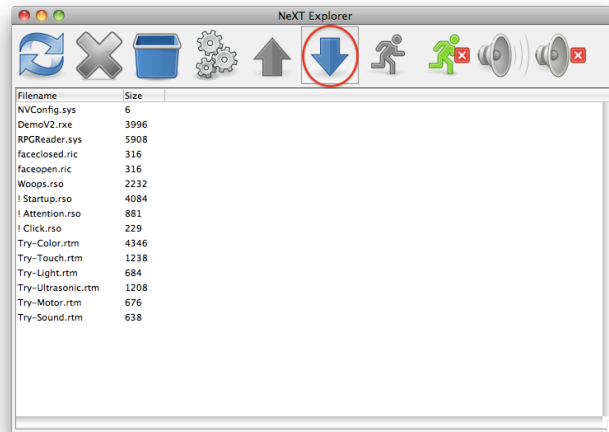 NeXT Explorer
Filename Size
NVConfig.sys 6
DemoV2.rxe 3996
RPGReader.sys 5908
faceclosed.ric 316
faceopen.ric 316
Woops.rso 2232
! Startup.rso 4084
! Attention.rso 881
! Click.rso 229
Try-Color.rtm 4346
Try-Touch.rtm 1238
Try-Light.rtm 684
Try-Ultrasonic.rtm 1208
Try-Motor.rtm 676
Try-Sound.rtm 638